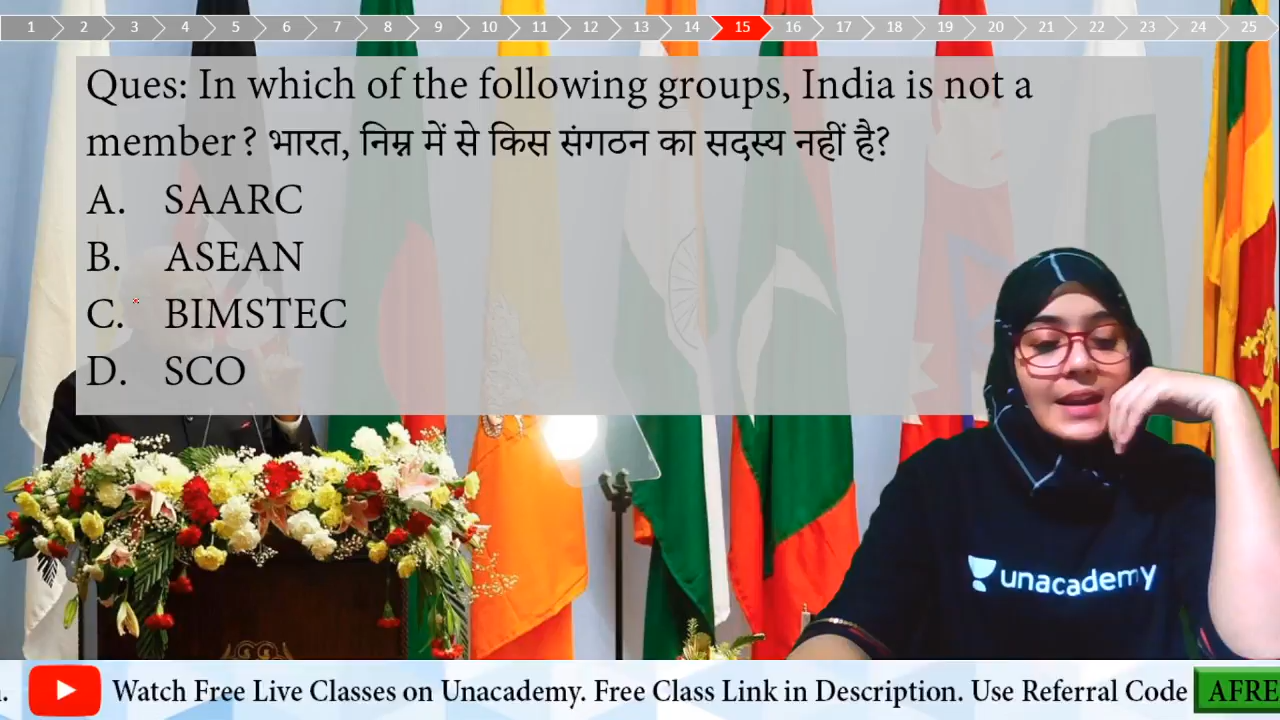 1 2 3 4 5 6 7 8 9 10 11 12 13 14 15 16 17 18 19 20 21 22 23 24 25
Ques: In which of the following groups, India is not a
member? भारत, निम्न में से किस संगठन का सदस्य नहीं है?
A. SAARC
B. ASEAN
C. BIMSTEC
D. SCO
unacademy
. Watch Free Live Classes on Unacademy. Free Class Link in Description. Use Referral Code AFRE